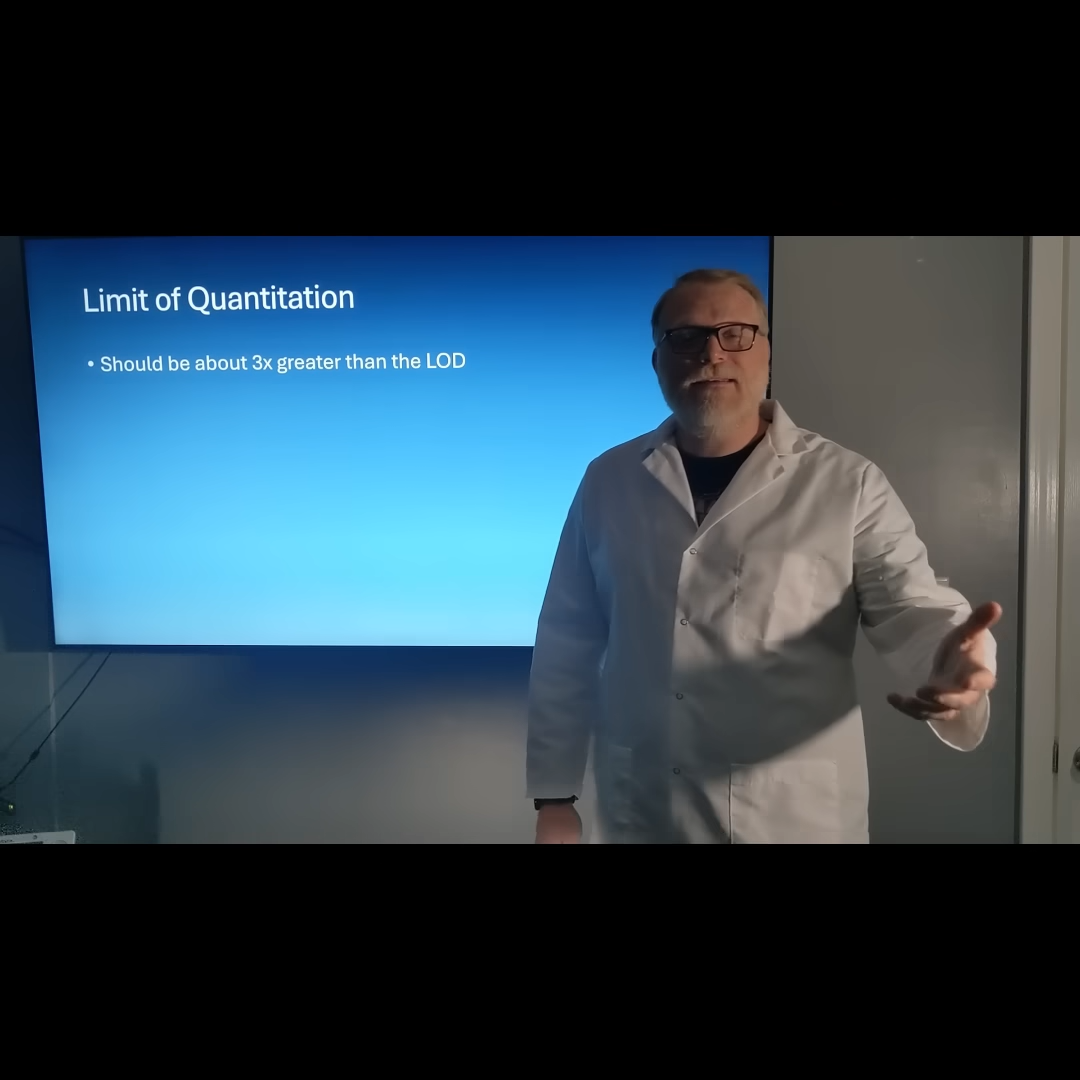 Limit of Quantitation
• Should be about 3x greater than the LOD